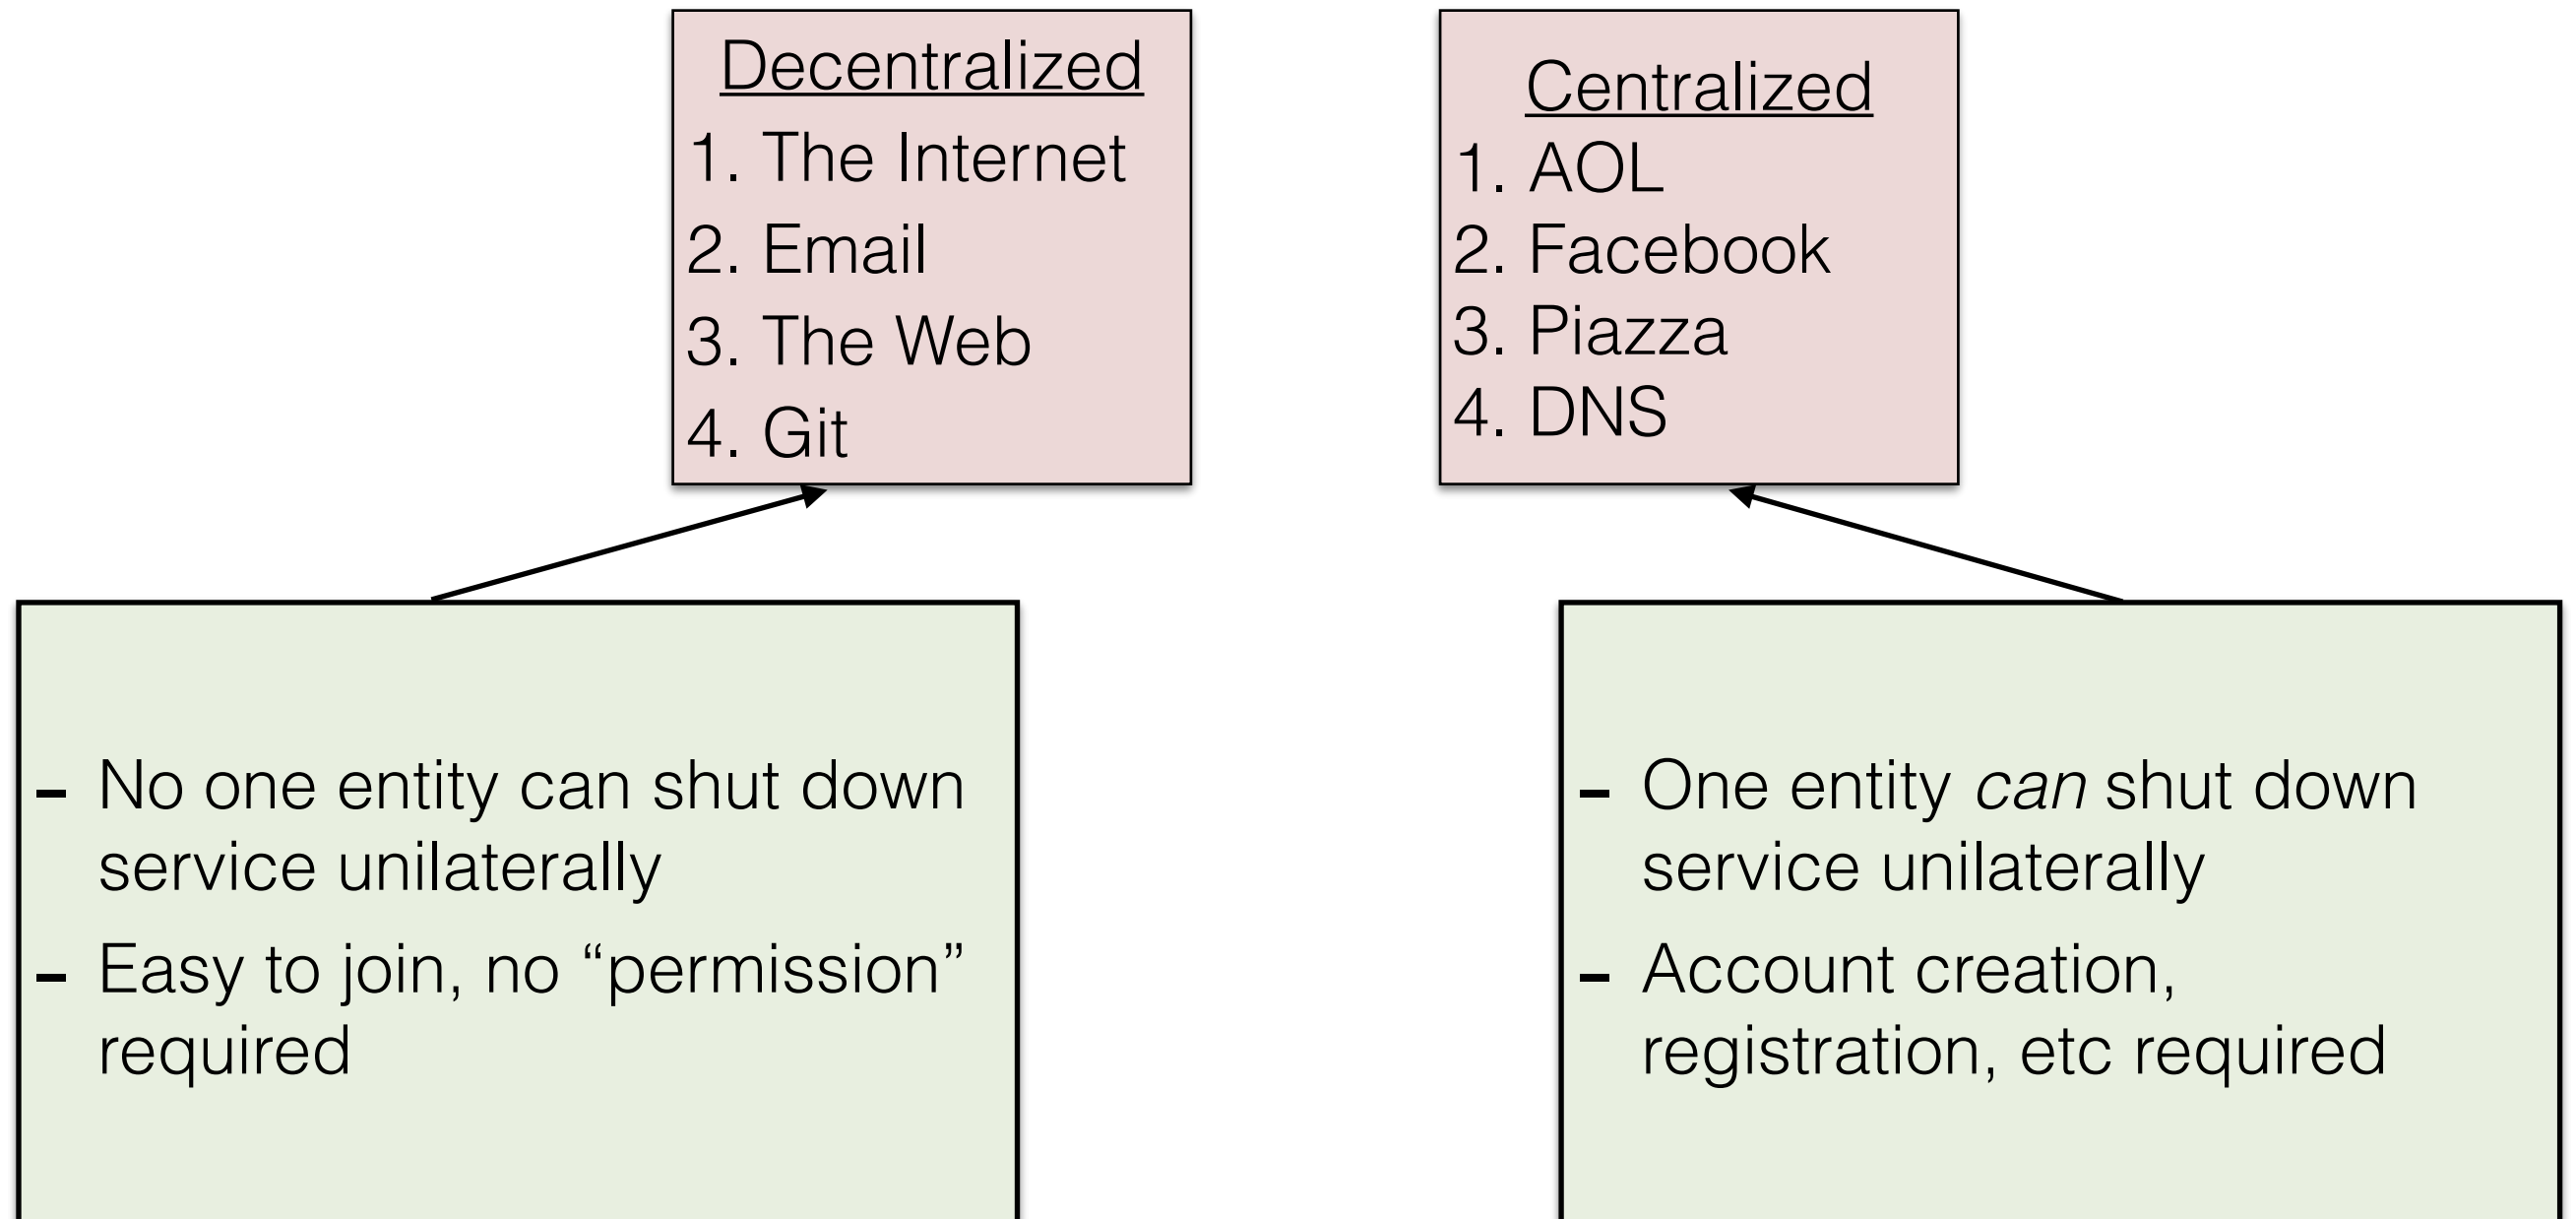 Decentralized
1. The Internet
2. Email
3. The Web
4. Git
Centralized
1. AOL
2. Facebook
3. Piazza
4. DNS
- No one entity can shut down
service unilaterally
- Easy to join, no “permission”
required
- One entity can shut down
service unilaterally
- Account creation,
registration, etc required